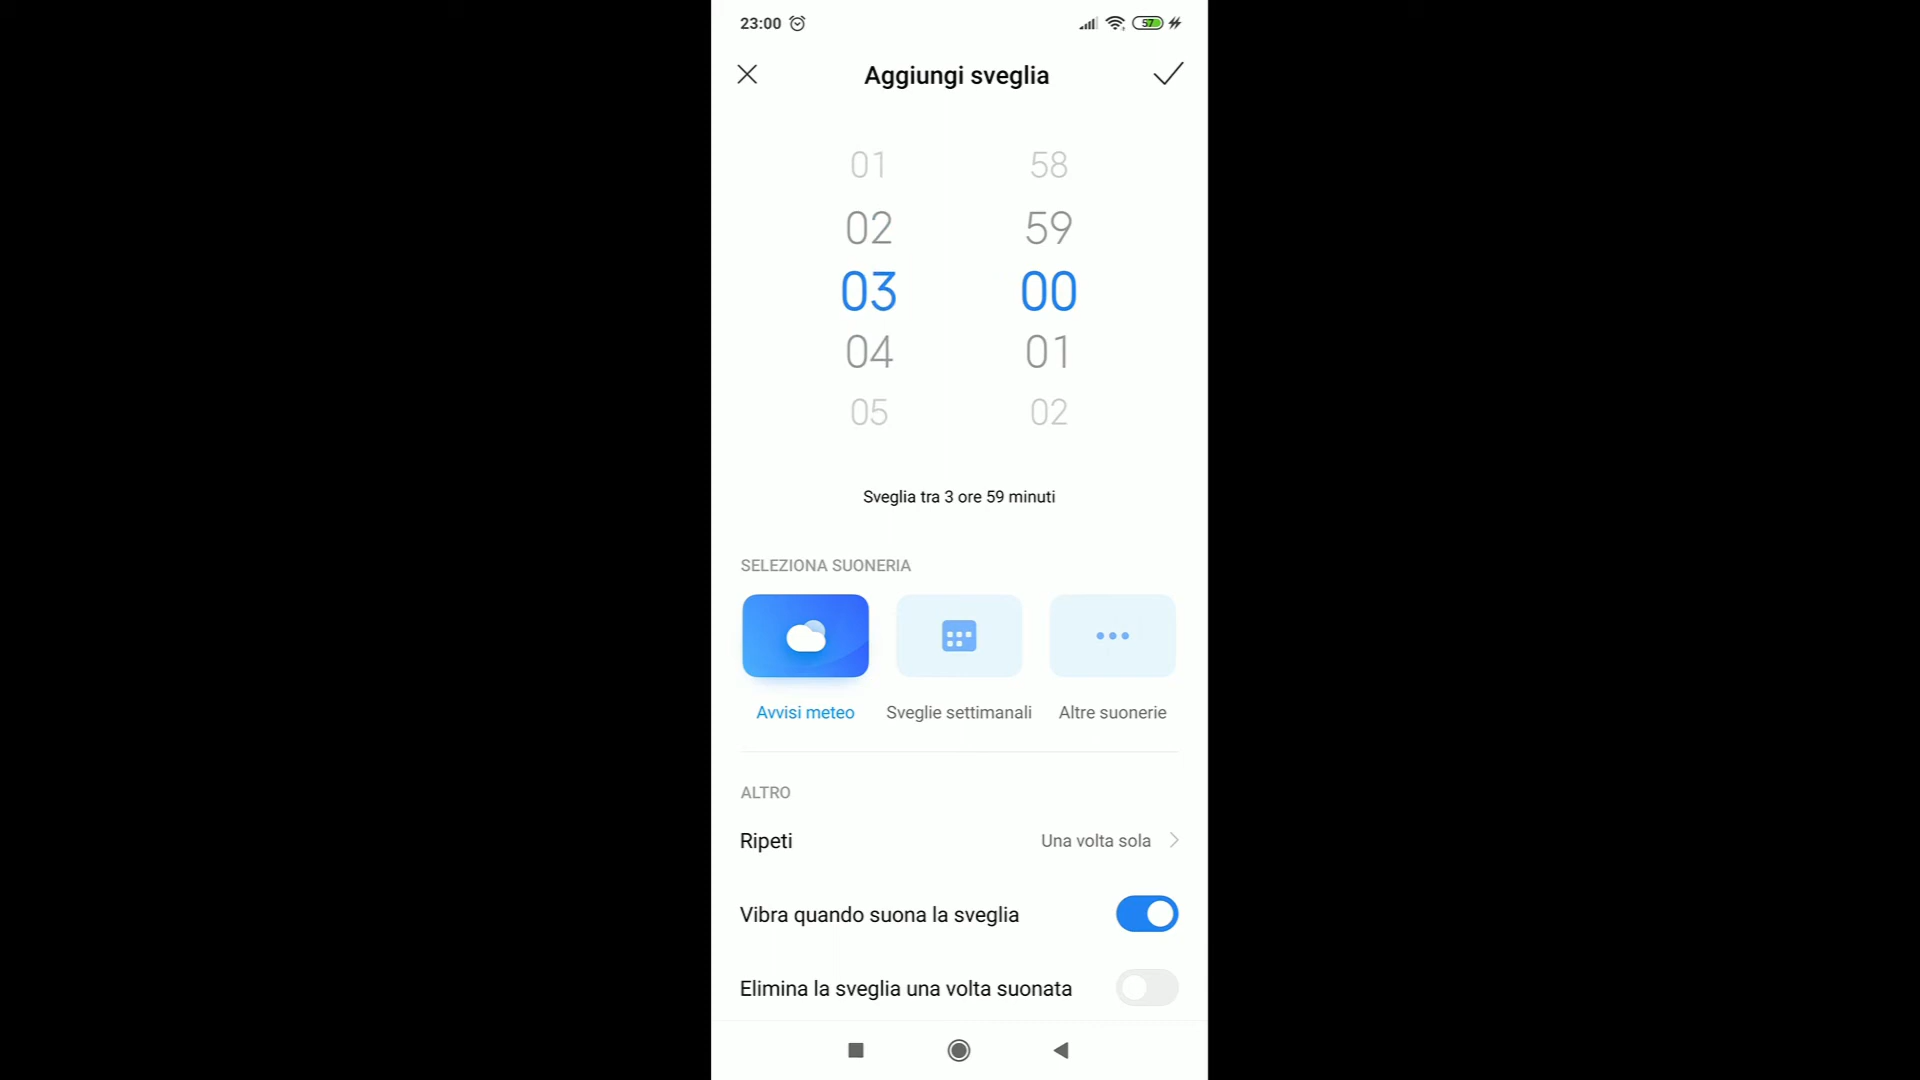 23:00
57
Aggiungi sveglia
01 58
02 59
03 00
04 01
05 02
Sveglia tra 3 ore 59 minuti
SELEZIONA SUONERIA
Avvisi meteo
Sveglie settimanali
Altre suonerie
ALTRO
Ripeti
Una volta sola
Vibra quando suona la sveglia
Elimina la sveglia una volta suonata